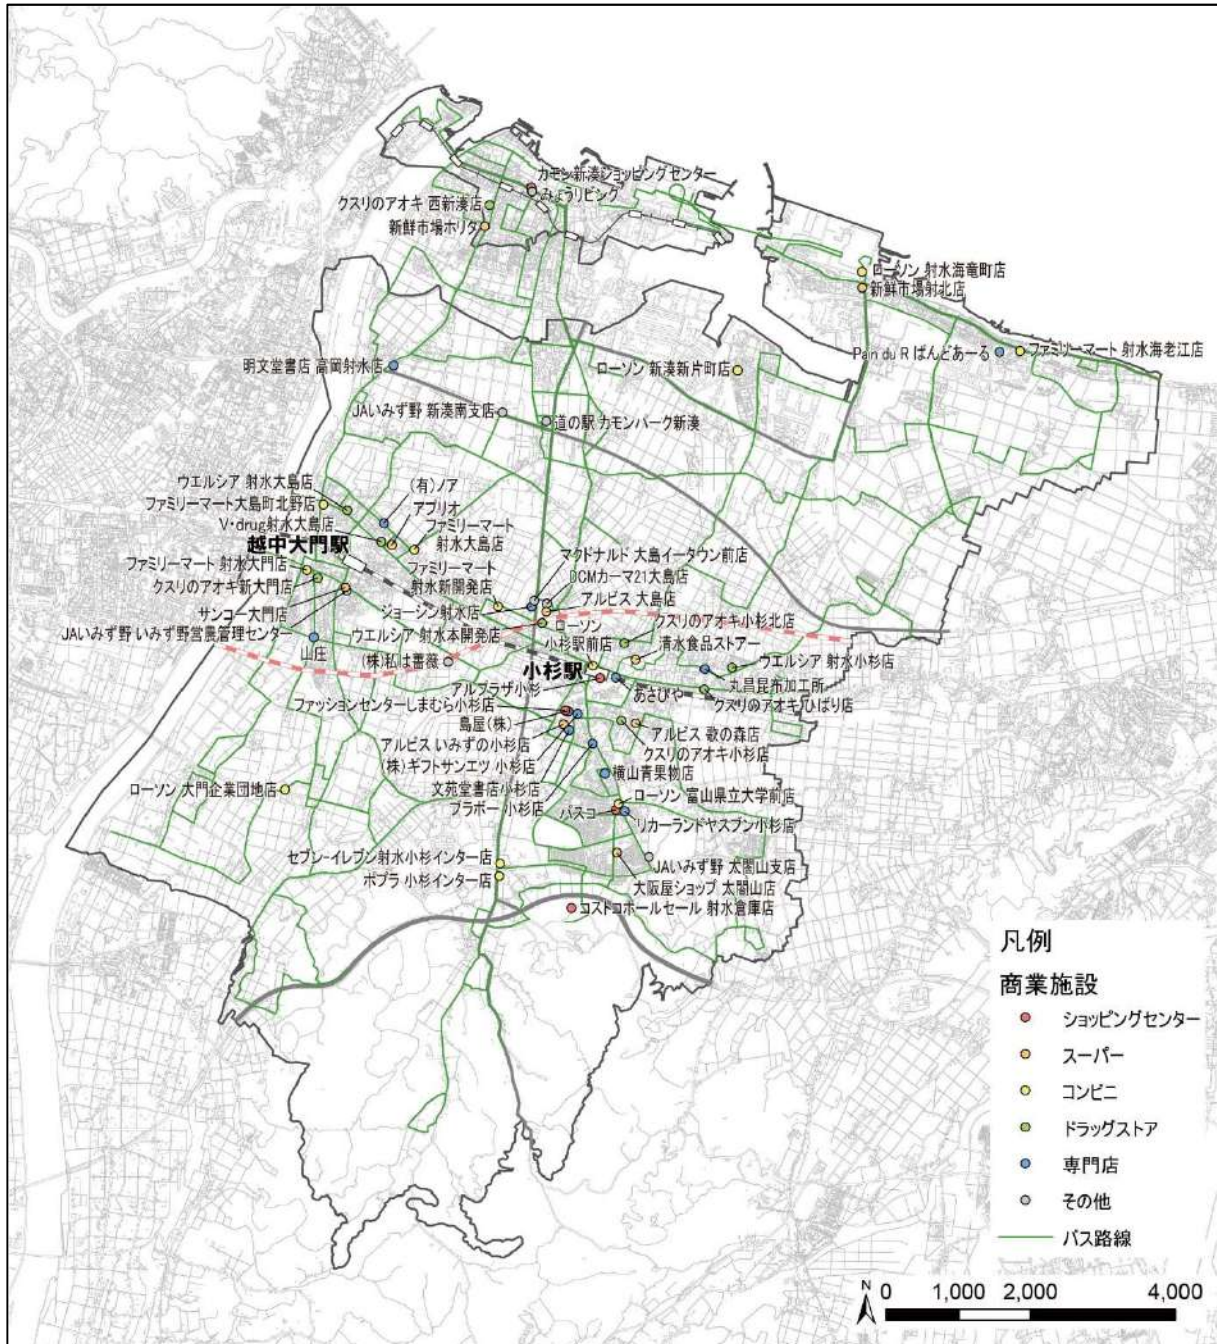 カモン新湊ショッピングセンター
みょうリビング
クスリのアオキ 西新湊店
新鮮市場ホリタ
ローソン 射水海竜町店
新鮮市場射北店
Pan du R ぱんどあーる
ファミリーマート 射水海老江店
明文堂書店 高岡射水店
ローソン 新湊新片町店
JAいみず野 新湊南支店
道の駅 カモンパーク新湊
ウエルシア 射水大島店
ファミリーマート大島町北野店
V・drug射水大島店
(有)ノア
アプリオ
ファミリーマート
射水大島店
越中大門駅
ファミリーマート 射水大門店
クスリのアオキ新大門店
サンコー大門店
JAいみず野 いみず野営農管理センター
山庄
ファミリーマート
射水新開発店
ジョーシン射水店
ウエルシア 射水本開発店
(株)私は薔薇
マクドナルド 大島イータウン前店
DCMカーマ21大島店
アルビス 大島店
ローソン
小杉駅前店
クスリのアオキ小杉北店
清水食品ストアー
ウエルシア 射水小杉店
丸昌昆布加工所
クスリのアオキひばり店
小杉駅
あさひや
アルプラザ小杉
ファッションセンターしまむら小杉店
島屋(株)
アルビス いみずの小杉店
(株)ギフトサンエツ 小杉店
文苑堂書店小杉店
ブラボー 小杉店
アルビス 歌の森店
クスリのアオキ小杉店
横山青果物店
ローソン 富山県立大学前店
パスコ
リカーランドヤスブン小杉店
ローソン 大門企業団地店
セブン-イレブン射水小杉インター店
ポプラ 小杉インター店
JAいみず野 太閤山支店
大阪屋ショップ 太閤山店
コストコホールセール 射水倉庫店
凡例
商業施設
ショッピングセンター
スーパー
コンビニ
ドラッグストア
専門店
その他
バス路線
N
0 1,000 2,000 4,000